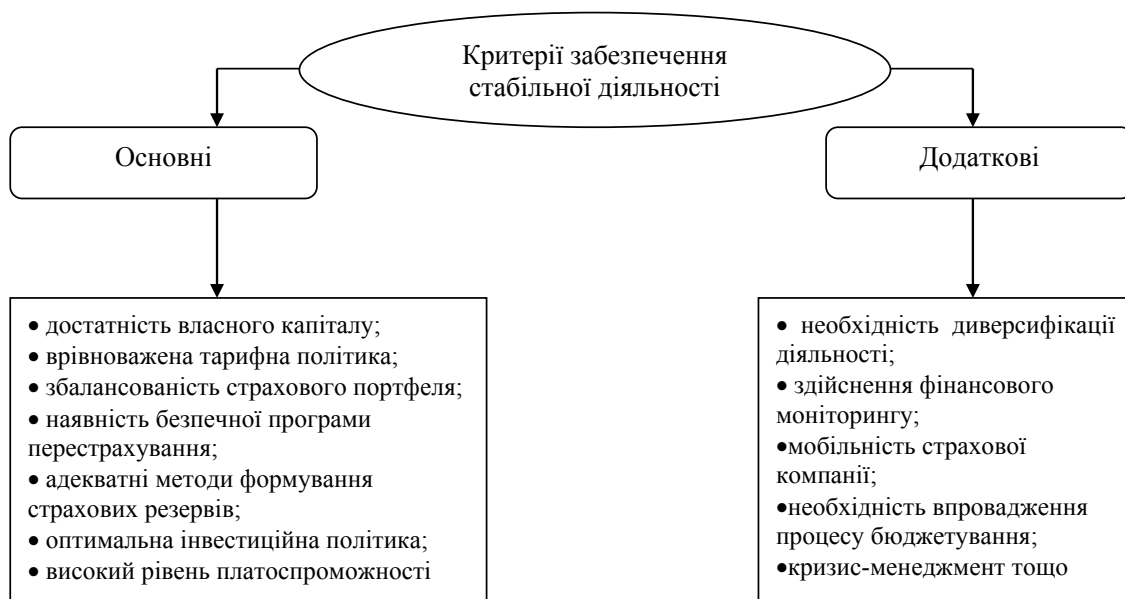 Критерії забезпечення
стабільної діяльності
Основні
Додаткові
• достатність власного капіталу;
• врівноважена тарифна політика;
• збалансованість страхового портфеля;
• наявність безпечної програми
перестрахування;
• адекватні методи формування
страхових резервів;
• оптимальна інвестиційна політика;
• високий рівень платоспроможності
• необхідність диверсифікації
діяльності;
• здійснення фінансового
моніторингу;
•мобільність страхової
компанії;
•необхідність впровадження
процесу бюджетування;
•кризис-менеджмент тощо